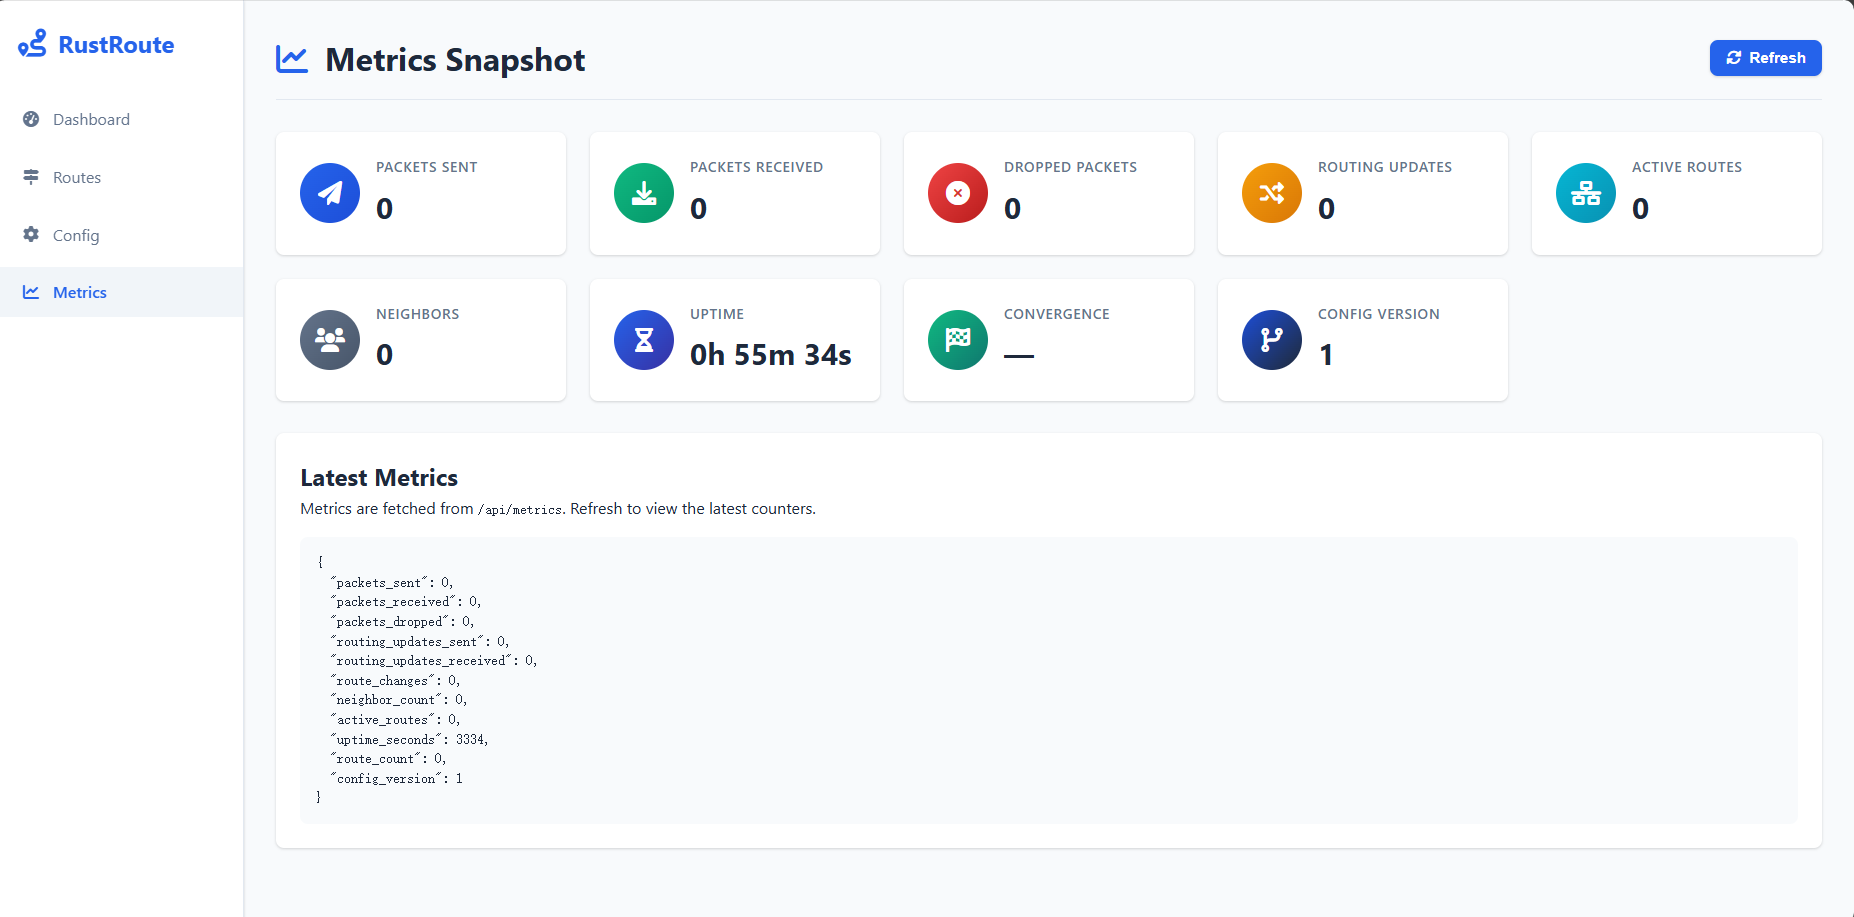 RustRoute
Dashboard
Routes
Config
Metrics
Metrics Snapshot
Refresh
PACKETS SENT
0
PACKETS RECEIVED
0
DROPPED PACKETS
0
ROUTING UPDATES
0
ACTIVE ROUTES
0
NEIGHBORS
0
UPTIME
0h 55m 34s
CONVERGENCE
—
CONFIG VERSION
1
Latest Metrics
Metrics are fetched from /api/metrics. Refresh to view the latest counters.
{
  "packets_sent": 0,
  "packets_received": 0,
  "packets_dropped": 0,
  "routing_updates_sent": 0,
  "routing_updates_received": 0,
  "route_changes": 0,
  "neighbor_count": 0,
  "active_routes": 0,
  "uptime_seconds": 3334,
  "route_count": 0,
  "config_version": 1
}